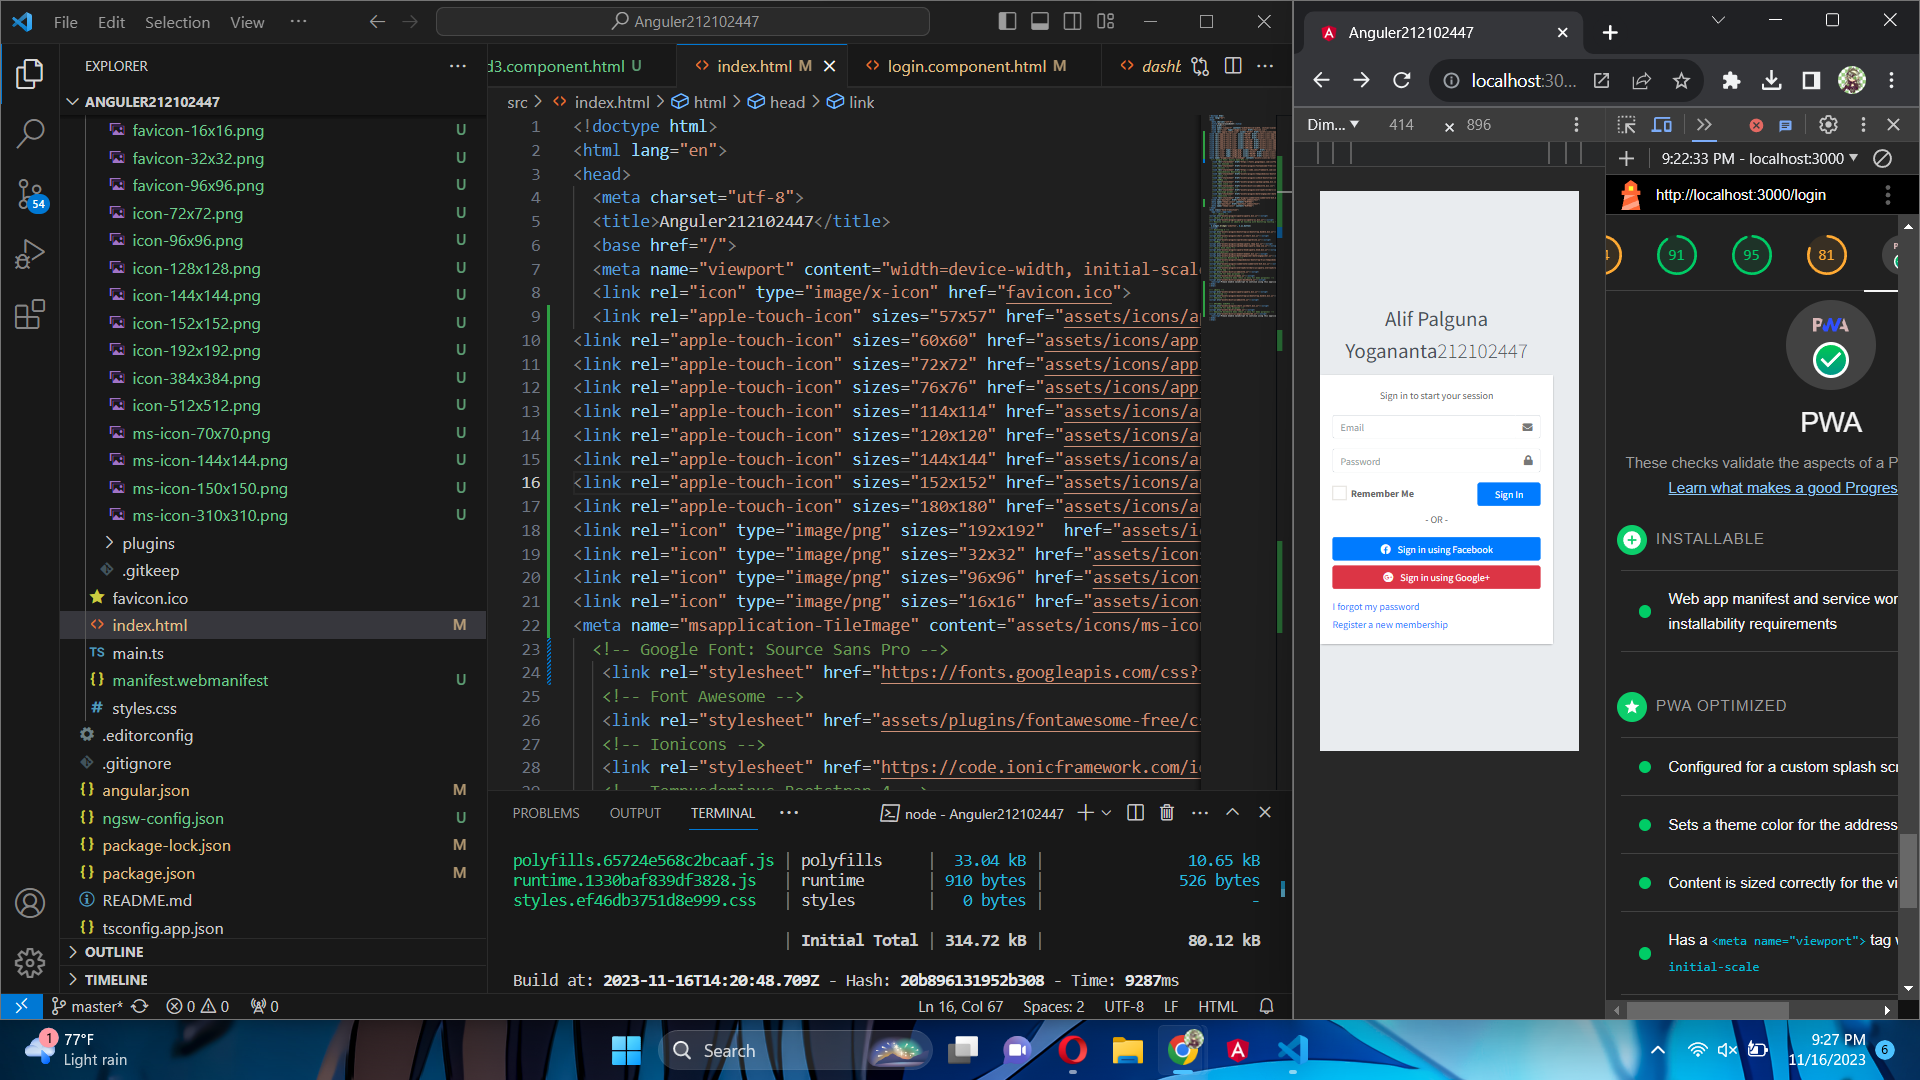 File Edit Selection View ··· Anguler212102447
EXPLORER ···
ANGULER212102447
favicon-16x16.png U
favicon-32x32.png U
favicon-96x96.png U
icon-72x72.png U
icon-96x96.png U
icon-128x128.png U
icon-144x144.png U
icon-152x152.png U
icon-192x192.png U
icon-384x384.png U
icon-512x512.png U
ms-icon-70x70.png U
ms-icon-144x144.png U
ms-icon-150x150.png U
ms-icon-310x310.png U
plugins
.gitkeep
favicon.ico
index.html M
TS main.ts
manifest.webmanifest U
# styles.css
.editorconfig
.gitignore
angular.json M
ngsw-config.json U
package-lock.json M
package.json M
README.md
tsconfig.app.json
OUTLINE
TIMELINE
54
d3.component.html U index.html M login.component.html M dashb ···
src > index.html > html > head > link
1 <!doctype html>
2 <html lang="en">
3 <head>
4 <meta charset="utf-8">
5 <title>Anguler212102447</title>
6 <base href="/">
7 <meta name="viewport" content="width=device-width, initial-scal
8 <link rel="icon" type="image/x-icon" href="favicon.ico">
9 <link rel="apple-touch-icon" sizes="57x57" href="assets/icons/ap
10 <link rel="apple-touch-icon" sizes="60x60" href="assets/icons/app
11 <link rel="apple-touch-icon" sizes="72x72" href="assets/icons/app
12 <link rel="apple-touch-icon" sizes="76x76" href="assets/icons/app
13 <link rel="apple-touch-icon" sizes="114x114" href="assets/icons/a
14 <link rel="apple-touch-icon" sizes="120x120" href="assets/icons/a
15 <link rel="apple-touch-icon" sizes="144x144" href="assets/icons/a
16 <link rel="apple-touch-icon" sizes="152x152" href="assets/icons/a
17 <link rel="apple-touch-icon" sizes="180x180" href="assets/icons/a
18 <link rel="icon" type="image/png" sizes="192x192"  href="assets/i
19 <link rel="icon" type="image/png" sizes="32x32" href="assets/icon
20 <link rel="icon" type="image/png" sizes="96x96" href="assets/icon
21 <link rel="icon" type="image/png" sizes="16x16" href="assets/icon
22 <meta name="msapplication-TileImage" content="assets/icons/ms-ico
23 <!-- Google Font: Source Sans Pro -->
24 <link rel="stylesheet" href="https://fonts.googleapis.com/css?
25 <!-- Font Awesome -->
26 <link rel="stylesheet" href="assets/plugins/fontawesome-free/c
27 <!-- Ionicons -->
28 <link rel="stylesheet" href="https://code.ionicframework.com/i
PROBLEMS OUTPUT TERMINAL ··· node - Anguler212102447
polyfills.65724e568c2bcaaf.js | polyfills | 33.04 kB | 10.65 kB
runtime.1330baf839df3828.js | runtime | 910 bytes | 526 bytes
styles.ef46db3751d8e999.css | styles | 0 bytes | -
| Initial Total | 314.72 kB | 80.12 kB
Build at: 2023-11-16T14:20:48.709Z - Hash: 20b896131952b308 - Time: 9287ms
master* 0 0 0 Ln 16, Col 67 Spaces: 2 UTF-8 LF HTML
Anguler212102447
localhost:30...
Dim... 414 × 896
9:22:33 PM - localhost:3000
http://localhost:3000/login
91 95 81
Alif Palguna
Yogananta212102447
Sign in to start your session
Email
Password
Remember Me Sign In
- OR -
Sign in using Facebook
Sign in using Google+
I forgot my password
Register a new membership
PWA
PWA
These checks validate the aspects of a P
Learn what makes a good Progres
INSTALLABLE
Web app manifest and service wor
installability requirements
PWA OPTIMIZED
Configured for a custom splash scr
Sets a theme color for the address
Content is sized correctly for the vi
Has a <meta name="viewport"> tag
initial-scale
1 77°F
Light rain
Search
9:27 PM
11/16/2023 6